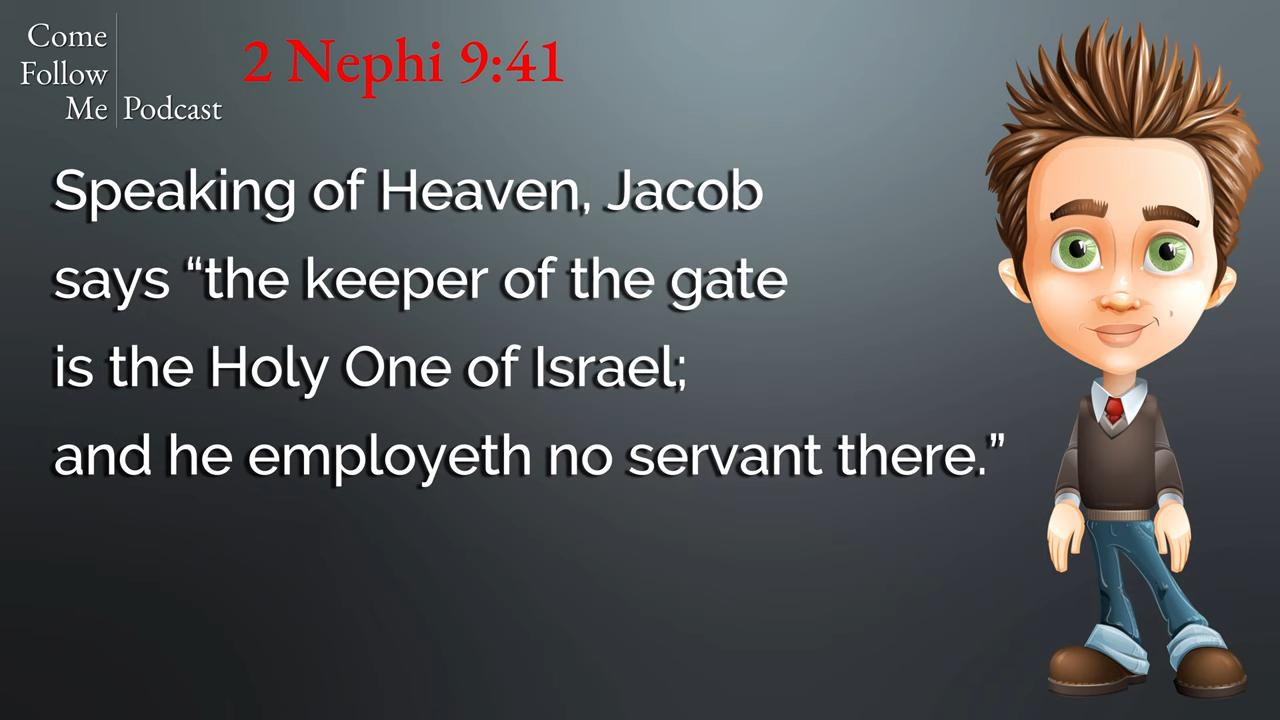 Come
Follow
Me Podcast
2 Nephi 9:41
Speaking of Heaven, Jacob
says “the keeper of the gate
is the Holy One of Israel;
and he employeth no servant there.”